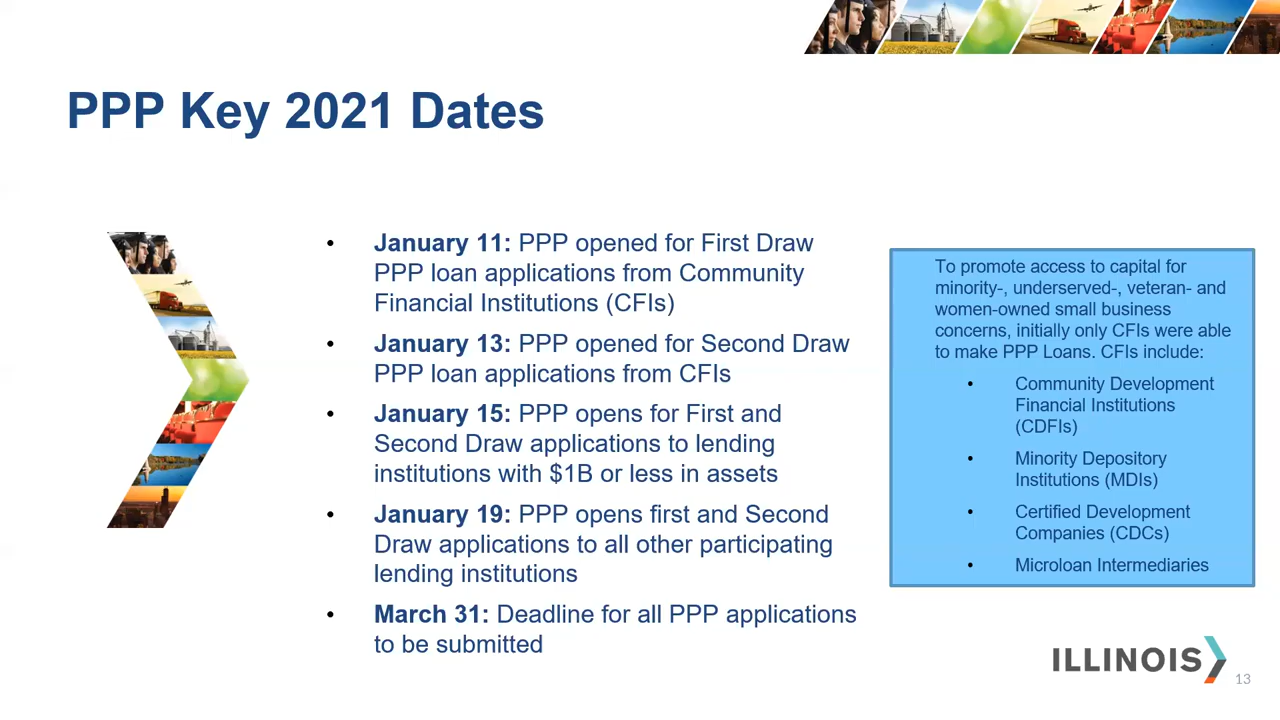 PPP Key 2021 Dates
• January 11: PPP opened for First Draw
PPP loan applications from Community
Financial Institutions (CFIs)
• January 13: PPP opened for Second Draw
PPP loan applications from CFIs
• January 15: PPP opens for First and
Second Draw applications to lending
institutions with $1B or less in assets
• January 19: PPP opens first and Second
Draw applications to all other participating
lending institutions
• March 31: Deadline for all PPP applications
to be submitted
To promote access to capital for
minority-, underserved-, veteran- and
women-owned small business
concerns, initially only CFIs were able
to make PPP Loans. CFIs include:
• Community Development
Financial Institutions
(CDFIs)
• Minority Depository
Institutions (MDIs)
• Certified Development
Companies (CDCs)
• Microloan Intermediaries
ILLINOIS
13